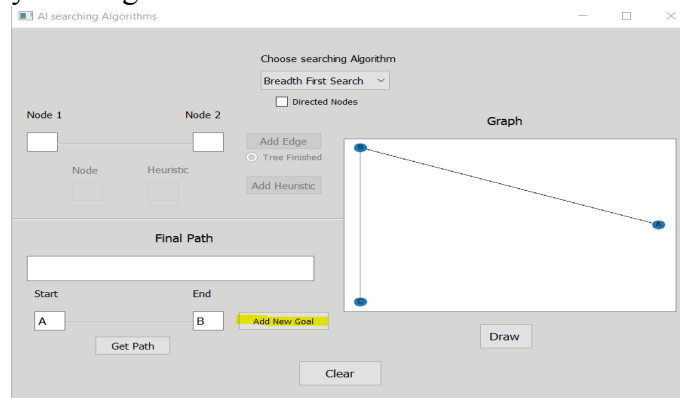 AI searching Algorithms
Choose searching Algorithm
Breadth First Search
Directed Nodes
Node 1
Node 2
Graph
Add Edge
Tree Finished
Node
Heuristic
Add Heuristic
B
A
C
Final Path
Start
End
A
B
Add New Goal
Get Path
Draw
Clear